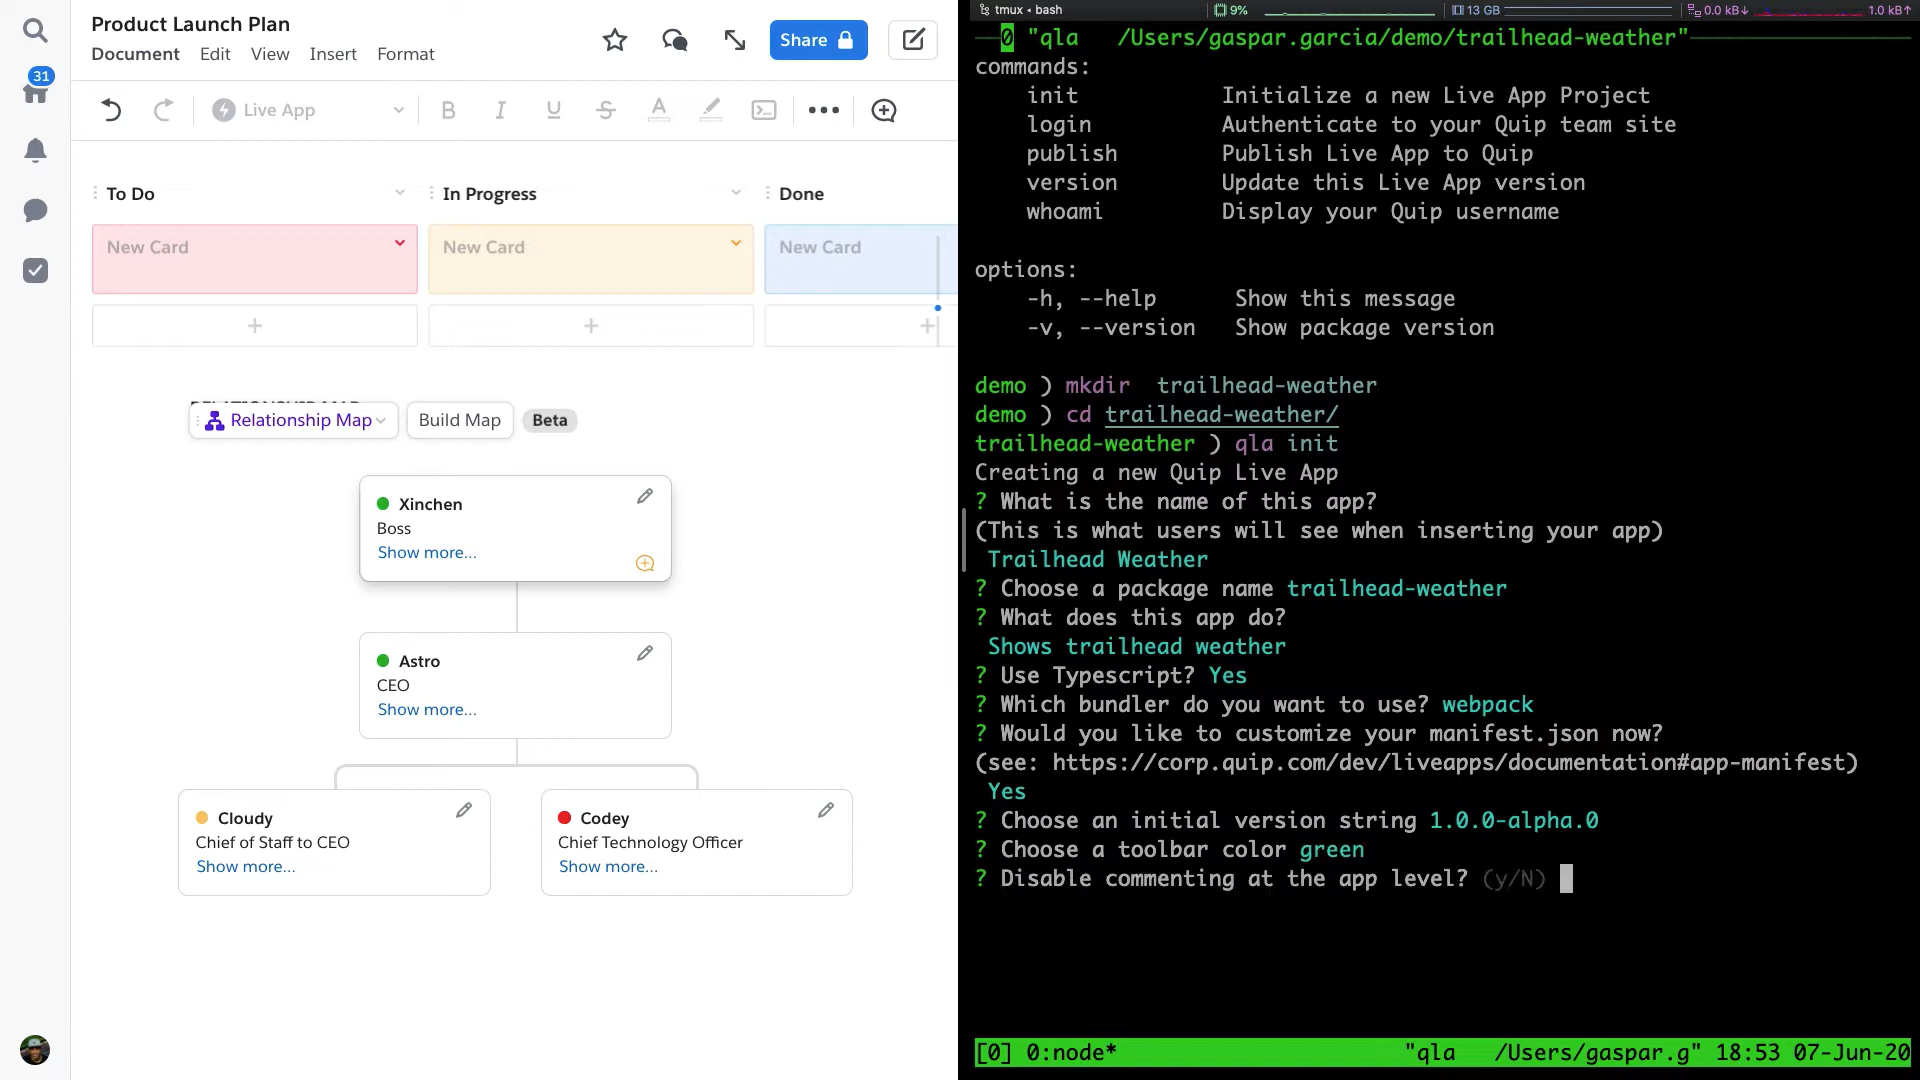 Product Launch Plan
Document Edit View Insert Format
Share
31
Live App
B I U S A
To Do
In Progress
Done
New Card
New Card
New Card
+
+
+
Relationship Map
Build Map
Beta
Xinchen
Boss
Show more...
Astro
CEO
Show more...
Cloudy
Chief of Staff to CEO
Show more...
Codey
Chief Technology Officer
Show more...
tmux • bash 9% 13 GB 0.0 kB↓ 1.0 kB↑
0 "qla /Users/gaspar.garcia/demo/trailhead-weather"
commands:
init Initialize a new Live App Project
login Authenticate to your Quip team site
publish Publish Live App to Quip
version Update this Live App version
whoami Display your Quip username
options:
-h, --help Show this message
-v, --version Show package version
demo ) mkdir trailhead-weather
demo ) cd trailhead-weather/
trailhead-weather ) qla init
Creating a new Quip Live App
? What is the name of this app?
(This is what users will see when inserting your app)
Trailhead Weather
? Choose a package name trailhead-weather
? What does this app do?
Shows trailhead weather
? Use Typescript? Yes
? Which bundler do you want to use? webpack
? Would you like to customize your manifest.json now?
(see: https://corp.quip.com/dev/liveapps/documentation#app-manifest)
Yes
? Choose an initial version string 1.0.0-alpha.0
? Choose a toolbar color green
? Disable commenting at the app level? (y/N)
[0] 0:node* "qla /Users/gaspar.g" 18:53 07-Jun-20